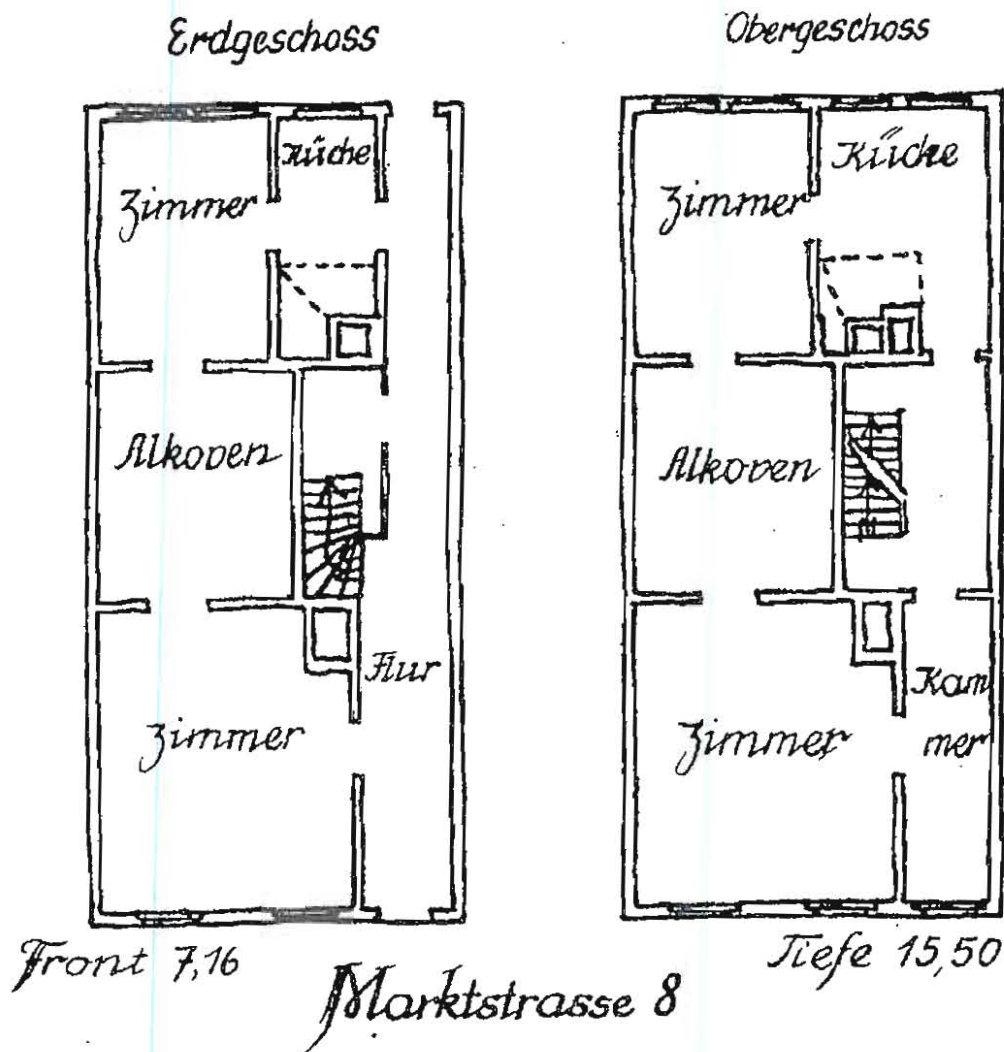 Erdgeschoss
Obergeschoss
Küche
Zimmer
Alkoven
Flur
Zimmer
Küche
Zimmer
Alkoven
Kam
mer
Zimmer
Front 7,16
Tiefe 15,50
Marktstrasse 8